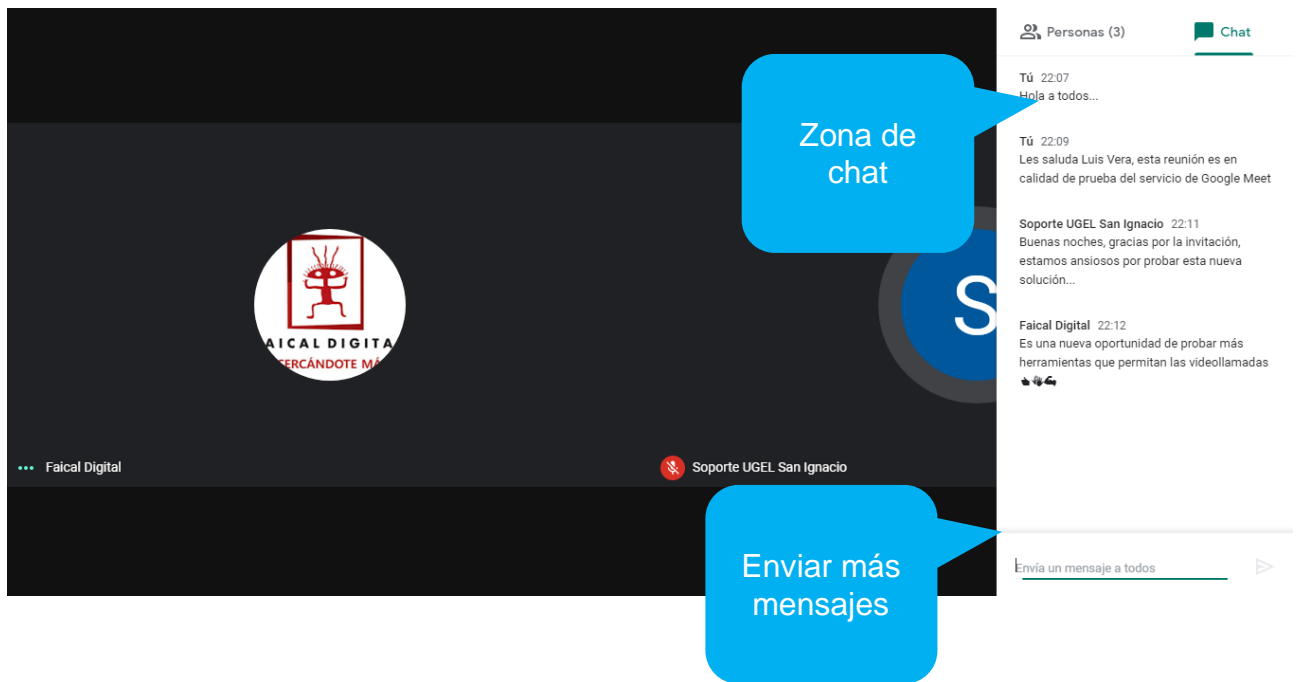 Personas (3)
Chat
Tú 22:07
Hola a todos...
Tú 22:09
Les saluda Luis Vera, esta reunión es en
calidad de prueba del servicio de Google Meet
Soporte UGEL San Ignacio 22:11
Buenas noches, gracias por la invitación,
estamos ansiosos por probar esta nueva
solución...
Faical Digital 22:12
Es una nueva oportunidad de probar más
herramientas que permitan las videollamadas
Zona de
chat
AICAL DIGITA
ERCÁNDOTE MÁ
S
Faical Digital
Soporte UGEL San Ignacio
Enviar más
mensajes
Envía un mensaje a todos